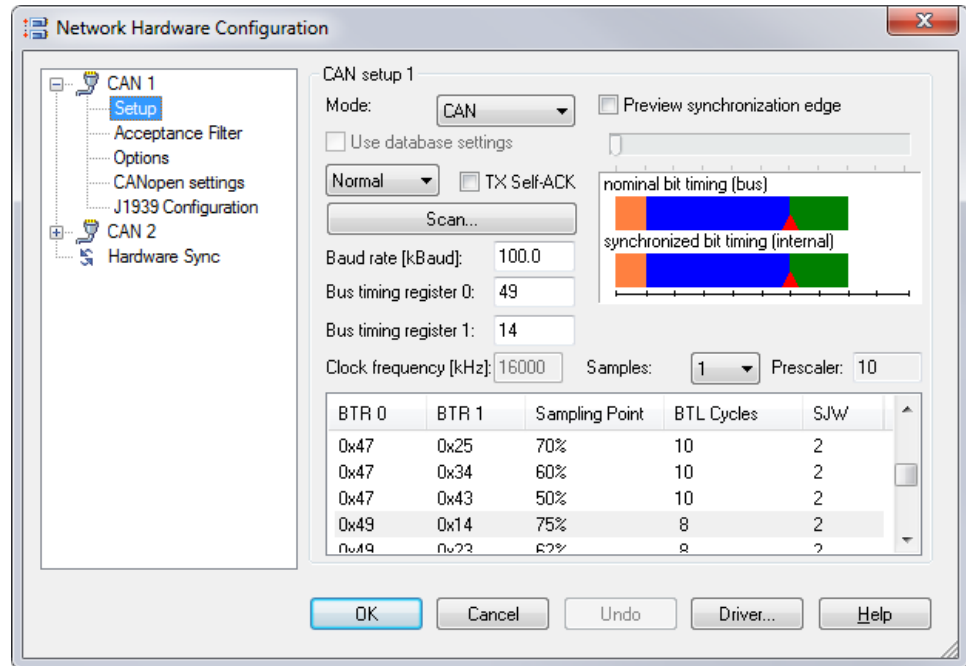 Network Hardware Configuration
CAN 1
Setup
Acceptance Filter
Options
CANopen settings
J1939 Configuration
CAN 2
Hardware Sync
CAN setup 1
Mode: CAN
Preview synchronization edge
Use database settings
Normal TX Self-ACK
Scan...
nominal bit timing (bus)
synchronized bit timing (internal)
Baud rate [kBaud]: 100.0
Bus timing register 0: 49
Bus timing register 1: 14
Clock frequency [kHz]: 16000 Samples: 1 Prescaler: 10
BTR 0 BTR 1 Sampling Point BTL Cycles SJW
0x47 0x25 70% 10 2
0x47 0x34 60% 10 2
0x47 0x43 50% 10 2
0x49 0x14 75% 8 2
0x49 0x23 62% 8 2
OK Cancel Undo Driver... Help